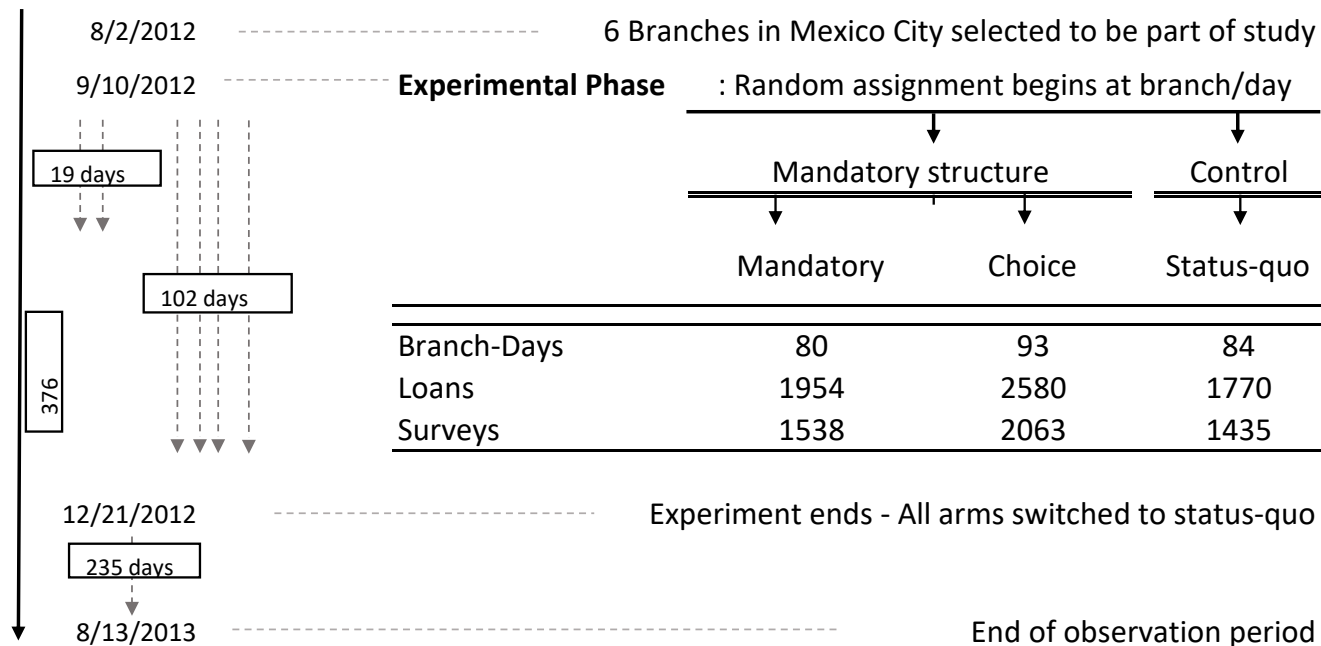 8/2/2012 6 Branches in Mexico City selected to be part of study
9/10/2012 Experimental Phase : Random assignment begins at branch/day
19 days
Mandatory structure Control
Mandatory Choice Status-quo
102 days
376
Branch-Days 80 93 84
Loans 1954 2580 1770
Surveys 1538 2063 1435
12/21/2012 Experiment ends - All arms switched to status-quo
235 days
8/13/2013 End of observation period